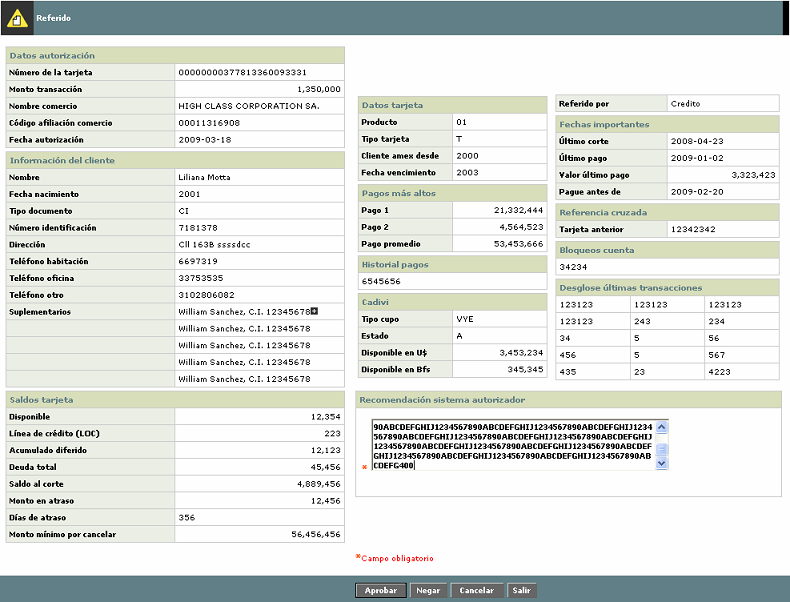 Referido
Datos autorización
Número de la tarjeta 00000000377813360093331
Monto transacción 1,350,000
Nombre comercio HIGH CLASS CORPORATION SA.
Código afiliación comercio 00011316908
Fecha autorización 2009-03-18
Información del cliente
Nombre Liliana Motta
Fecha nacimiento 2001
Tipo documento CI
Número identificación 7181378
Dirección Cll 163B ssssdcc
Teléfono habitación 6697319
Teléfono oficina 33753535
Teléfono otro 3102806082
Suplementarios William Sanchez, C.I. 12345678
William Sanchez, C.I. 12345678
William Sanchez, C.I. 12345678
William Sanchez, C.I. 12345678
William Sanchez, C.I. 12345678
Saldos tarjeta
Disponible 12,354
Línea de crédito (LOC) 223
Acumulado diferido 12,123
Deuda total 45,456
Saldo al corte 4,889,456
Monto en atraso 12,456
Días de atraso 356
Monto mínimo por cancelar 56,456,456
Datos tarjeta
Producto 01
Tipo tarjeta T
Cliente amex desde 2000
Fecha vencimiento 2003
Pagos más altos
Pago 1 21,332,444
Pago 2 4,564,523
Pago promedio 53,453,666
Historial pagos
6545656
Cadivi
Tipo cupo VYE
Estado A
Disponible en U$ 3,453,234
Disponible en Bfs 345,345
Referido por Credito
Fechas importantes
Último corte 2008-04-23
Último pago 2009-01-02
Valor último pago 3,323,423
Pague antes de 2009-02-20
Referencia cruzada
Tarjeta anterior 12342342
Bloqueos cuenta
34234
Desglose últimas transacciones
123123 123123 123123
123123 243 234
34 5 56
456 5 567
435 23 4223
Recomendación sistema autorizador
90ABCDEFGHIJ1234567890ABCDEFGHIJ1234567890ABCDEFGHIJ1234
567890ABCDEFGHIJ1234567890ABCDEFGHIJ1234567890ABCDEFGHIJ
1234567890ABCDEFGHIJ1234567890ABCDEFGHIJ1234567890ABCDEF
GHIJ1234567890ABCDEFGHIJ1234567890ABCDEFGHIJ1234567890AB
CDEFG400
*
*Campo obligatorio
Aprobar Negar Cancelar Salir